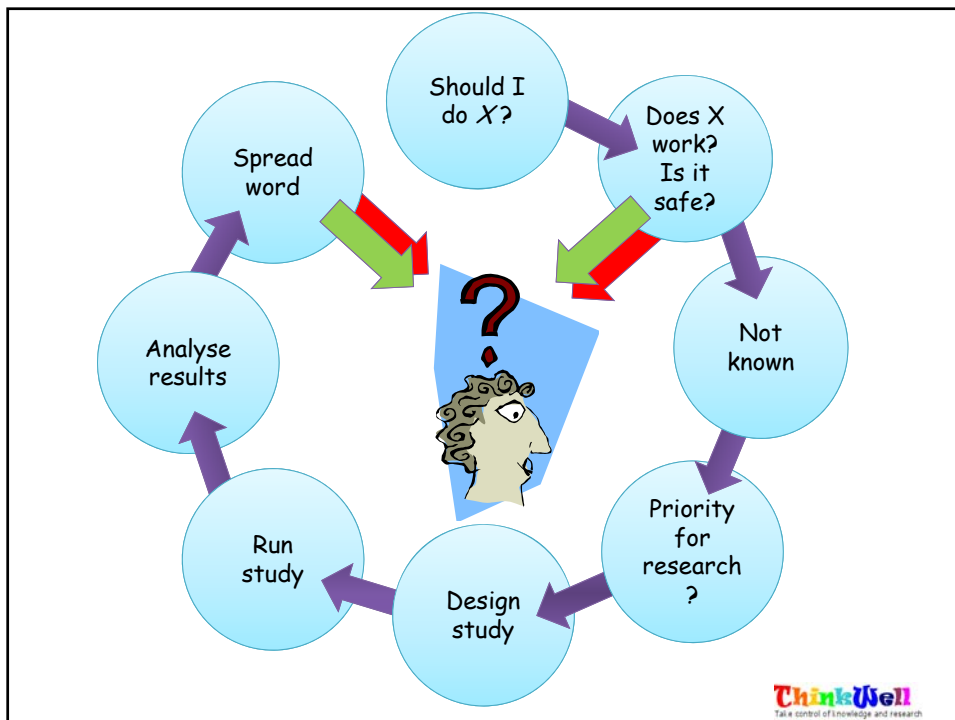 Should I
do X?
Does X
work?
Is it
safe?
Not
known
Priority
for
research
?
Design
study
Run
study
Analyse
results
Spread
word
?
ThinkWell
Take control of knowledge and research